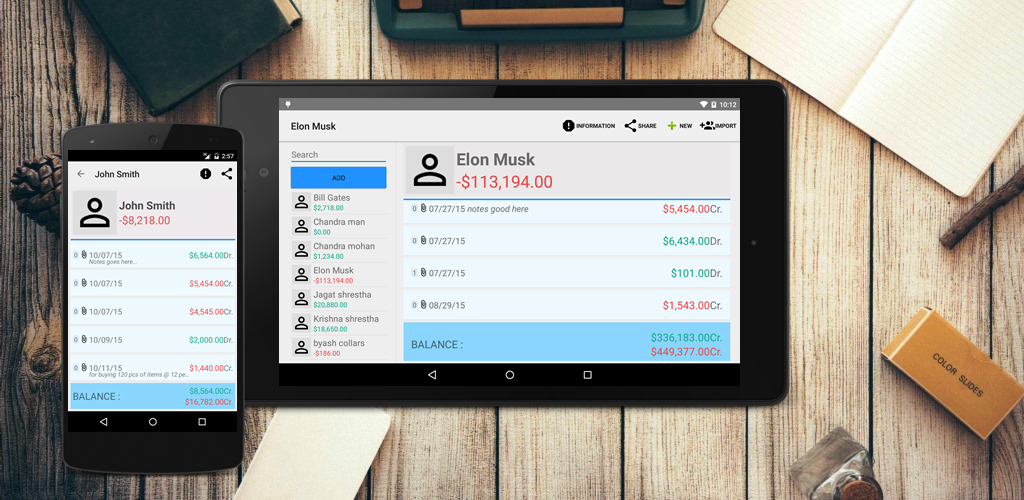 2:57
John Smith
John Smith
-$8,218.00
0 10/07/15 $6,564.00Dr.
Notes goes here...
0 10/07/15 $5,454.00Cr.
0 10/07/15 $4,545.00Cr.
0 10/09/15 $2,000.00Dr.
0 10/11/15 $1,440.00Cr.
for buying 120 pcs of items @ 12 pe...
BALANCE : $8,564.00Cr.
$16,782.00Cr.
10:12
Elon Musk INFORMATION SHARE NEW IMPORT
Search
ADD
Bill Gates
$2,718.00
Chandra man
$0.00
Chandra mohan
$1,234.00
Elon Musk
-$113,194.00
Jagat shrestha
$20,880.00
Krishna shrestha
$18,650.00
byash collars
-$186.00
Elon Musk
-$113,194.00
0 07/27/15 notes good here $5,454.00Cr.
0 07/27/15 $6,434.00Dr.
1 07/27/15 $101.00Dr.
0 08/29/15 $1,543.00Cr.
BALANCE : $336,183.00Cr.
$449,377.00Cr.
COLOR SLIDES